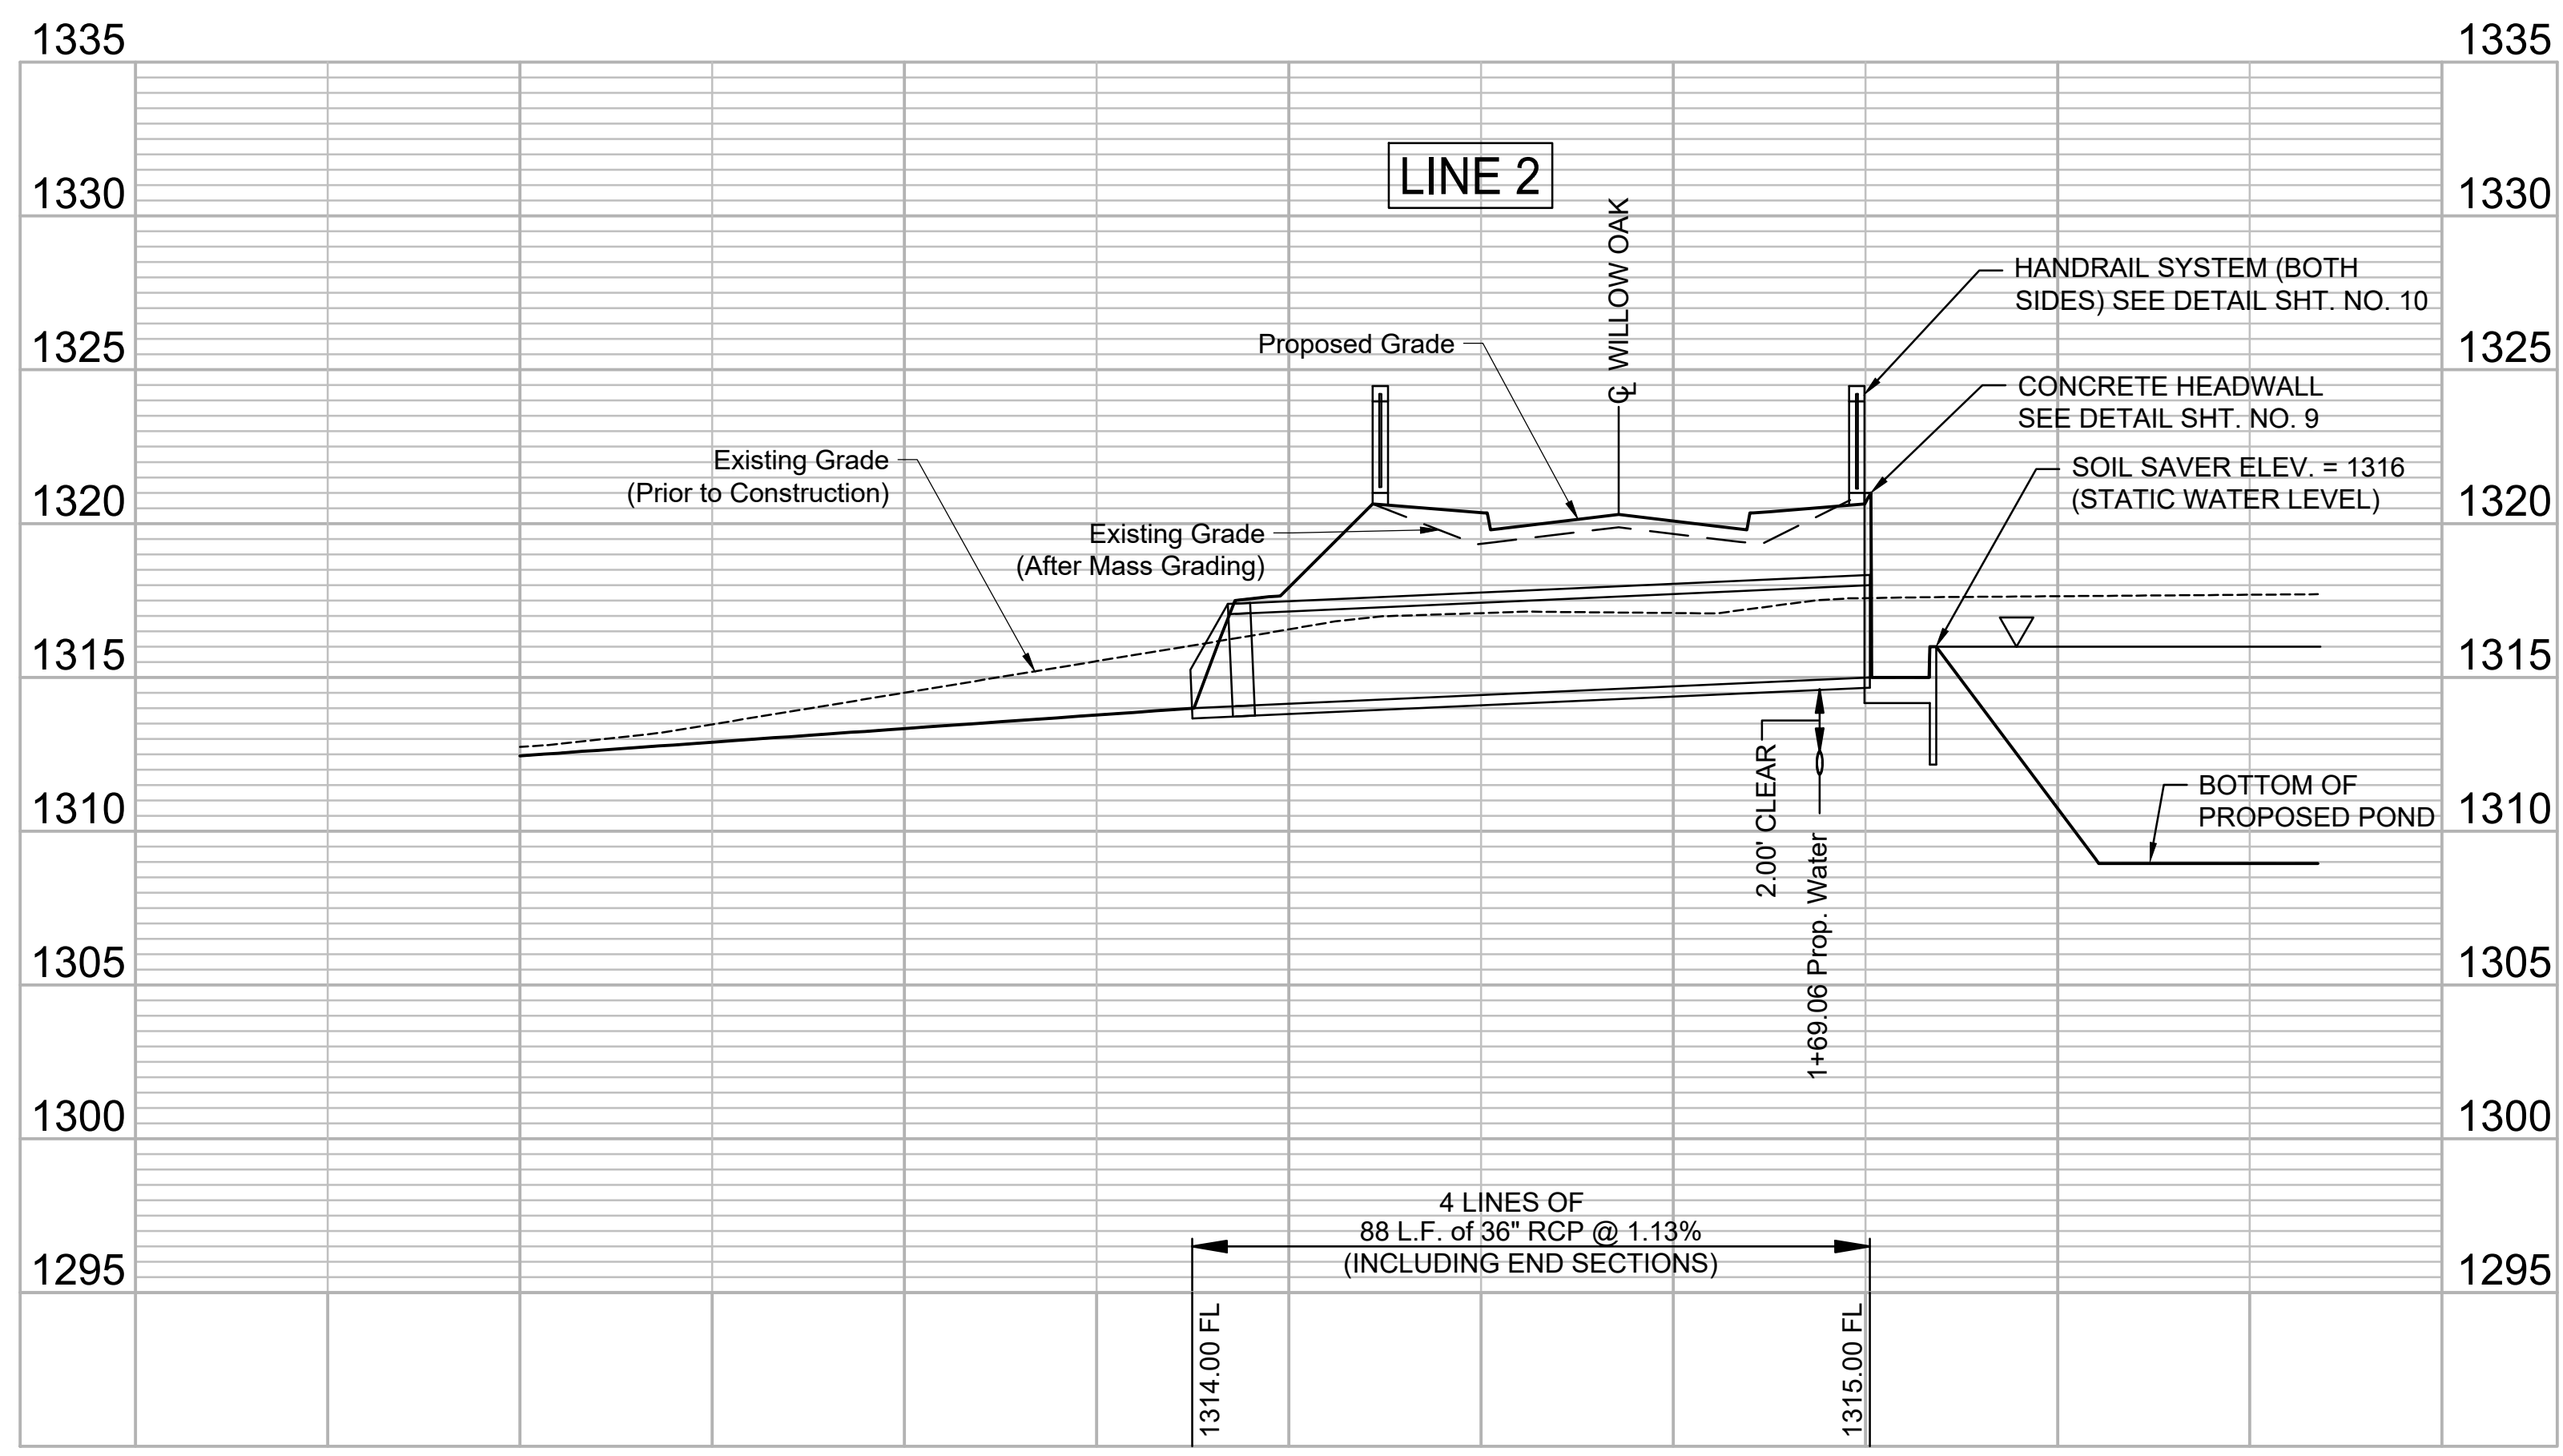 1335
1335
1330
1330
1325
1325
1320
1320
1315
1315
1310
1310
1305
1305
1300
1300
1295
1295
LINE 2
℄ WILLOW OAK
HANDRAIL SYSTEM (BOTH
SIDES) SEE DETAIL SHT. NO. 10
Proposed Grade
CONCRETE HEADWALL
SEE DETAIL SHT. NO. 9
Existing Grade
(Prior to Construction)
SOIL SAVER ELEV. = 1316
(STATIC WATER LEVEL)
Existing Grade
(After Mass Grading)
2.00' CLEAR
1+69.06 Prop. Water
BOTTOM OF
PROPOSED POND
4 LINES OF
88 L.F. of 36" RCP @ 1.13%
(INCLUDING END SECTIONS)
1314.00 FL
1315.00 FL